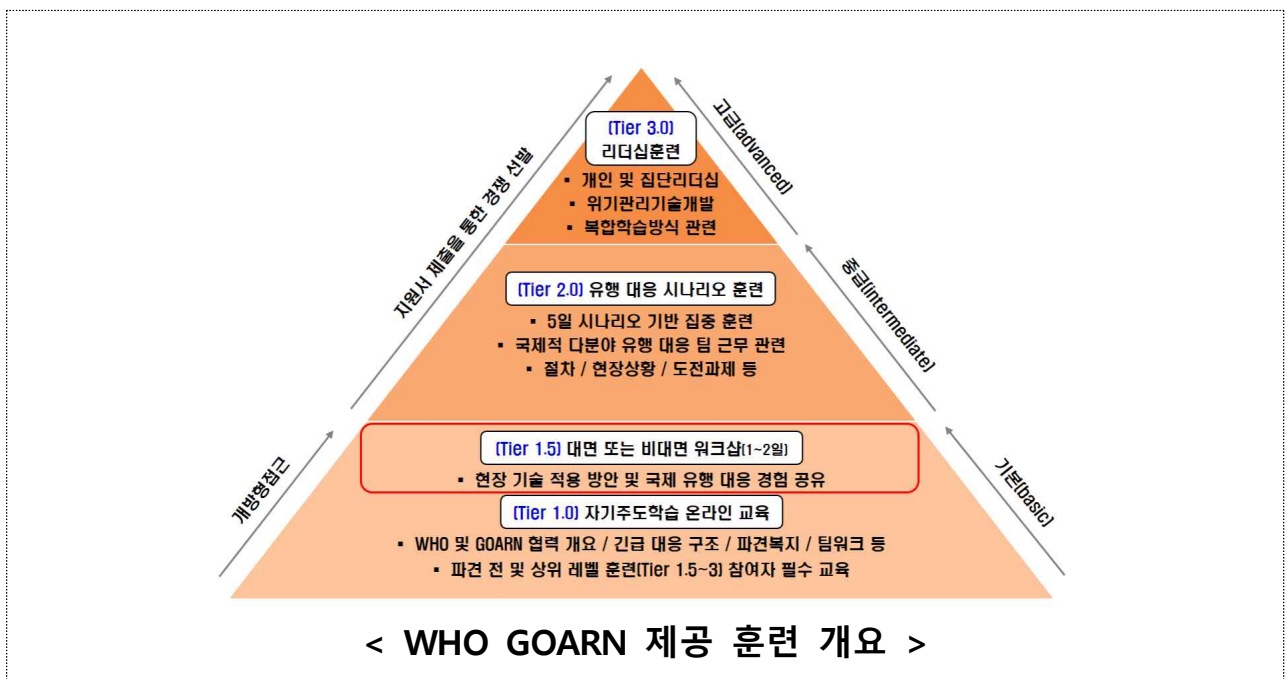 (Tier 3.0)
리더십훈련
▪ 개인 및 집단리더십
▪ 위기관리기술개발
▪ 복합학습방식 관련
지원서 제출을 통한 경쟁 선발
고급(advanced)
(Tier 2.0) 유행 대응 시나리오 훈련
▪ 5일 시나리오 기반 집중 훈련
▪ 국제적 다분야 유행 대응 팀 근무 관련
▪ 절차 / 현장상황 / 도전과제 등
중급(intermediate)
(Tier 1.5) 대면 또는 비대면 워크샵(1~2일)
▪ 현장 기술 적용 방안 및 국제 유행 대응 경험 공유
개방형접근
기본(basic)
(Tier 1.0) 자기주도학습 온라인 교육
▪ WHO 및 GOARN 협력 개요 / 긴급 대응 구조 / 파견복지 / 팀워크 등
▪ 파견 전 및 상위 레벨 훈련(Tier 1.5~3) 참여자 필수 교육
< WHO GOARN 제공 훈련 개요 >